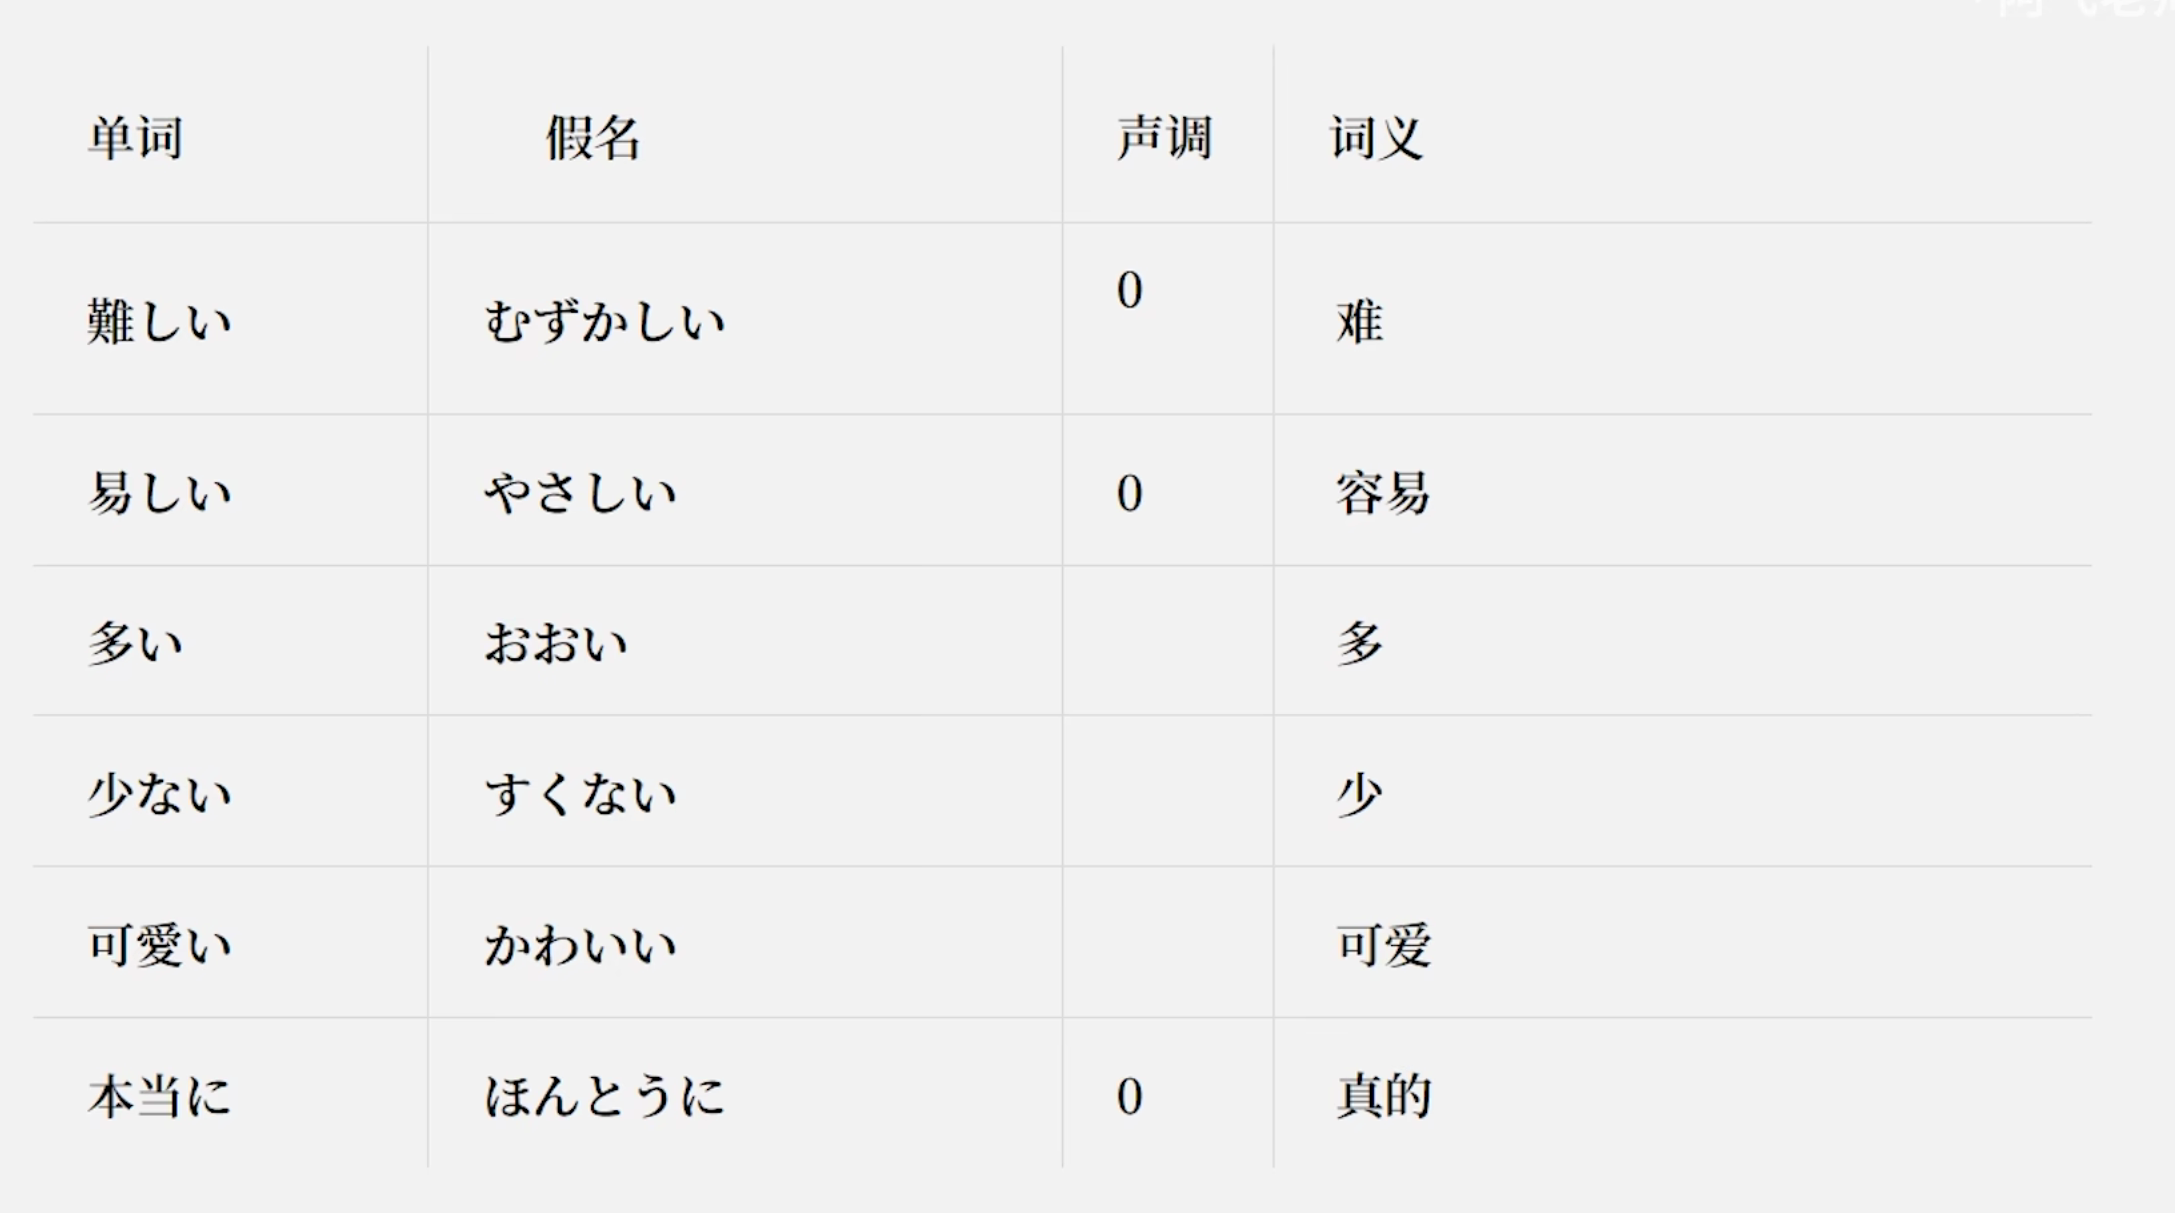 单词 假名 声调 词义
難しい むずかしい 0 难
易しい やさしい 0 容易
多い おおい 多
少ない すくない 少
可愛い かわいい 可爱
本当に ほんとうに 0 真的